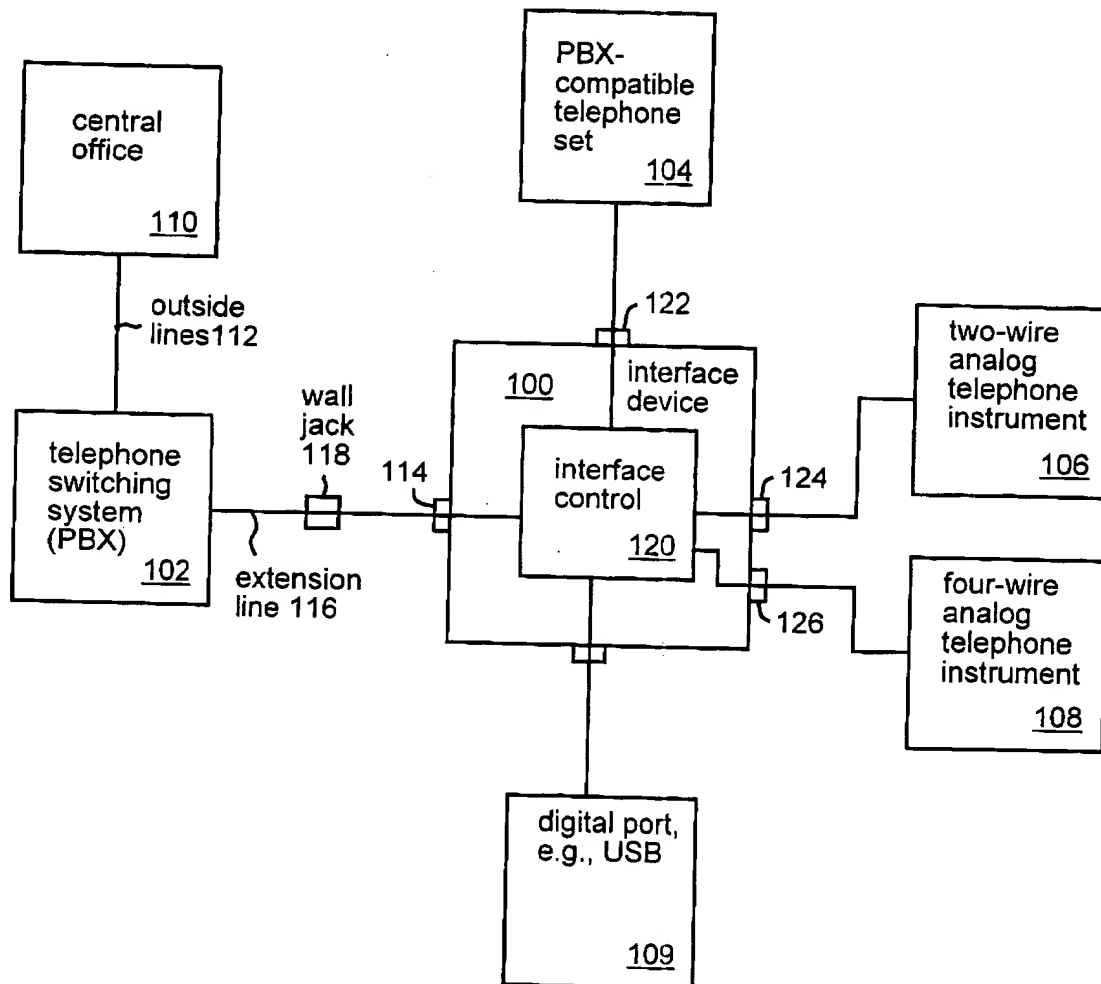 central
office
110
outside
lines112
telephone
switching
system
(PBX)
102
extension
line 116
wall
jack
118
114
PBX-
compatible
telephone
set
104
122
100
interface
device
interface
control
120
124
126
two-wire
analog
telephone
instrument
106
four-wire
analog
telephone
instrument
108
digital port,
e.g., USB
109